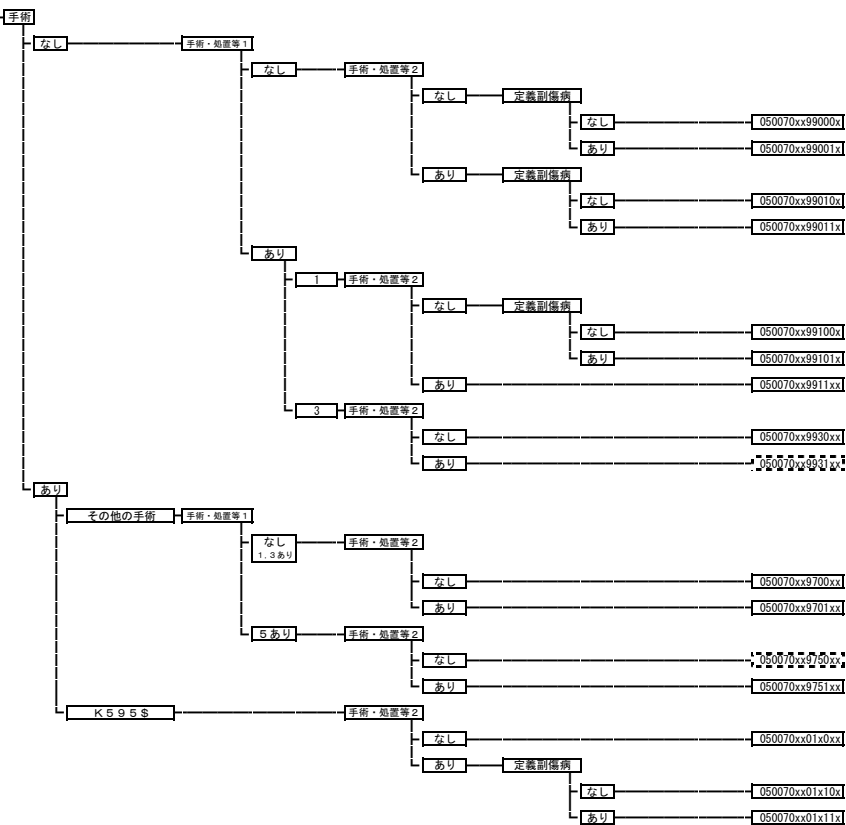 手術
なし 手術・処置等1
なし 手術・処置等2
なし 定義副傷病
なし 050070xx99000x
あり 050070xx99001x
あり 定義副傷病
なし 050070xx99010x
あり 050070xx99011x
あり
1 手術・処置等2
なし 定義副傷病
なし 050070xx99100x
あり 050070xx99101x
あり 050070xx9911xx
3 手術・処置等2
なし 050070xx9930xx
あり 050070xx9931xx
あり
その他の手術 手術・処置等1
なし 手術・処置等2
1,3あり
なし 050070xx9700xx
あり 050070xx9701xx
5あり 手術・処置等2
なし 050070xx9750xx
あり 050070xx9751xx
K595$ 手術・処置等2
なし 050070xx01x0xx
あり 定義副傷病
なし 050070xx01x10x
あり 050070xx01x11x